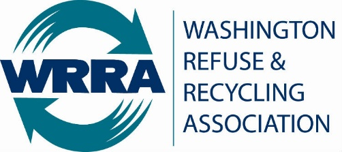 WRRA
WASHINGTON
REFUSE &
RECYCLING
ASSOCIATION